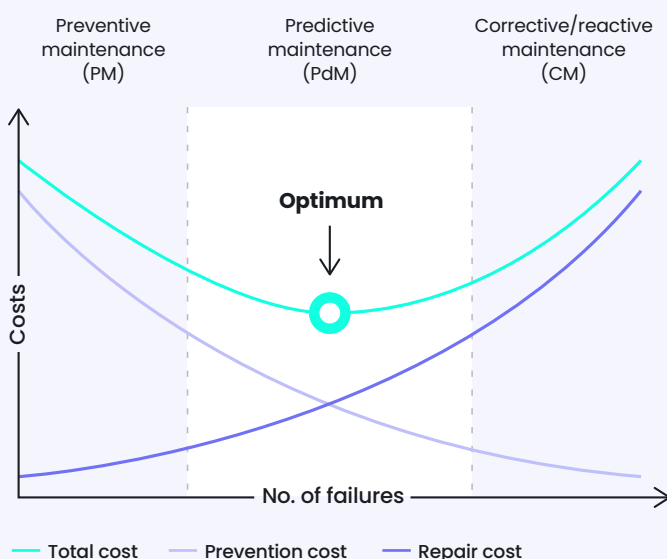 Preventive
maintenance
(PM)
Predictive
maintenance
(PdM)
Corrective/reactive
maintenance
(CM)
Optimum
Costs
No. of failures
Total cost
Prevention cost
Repair cost